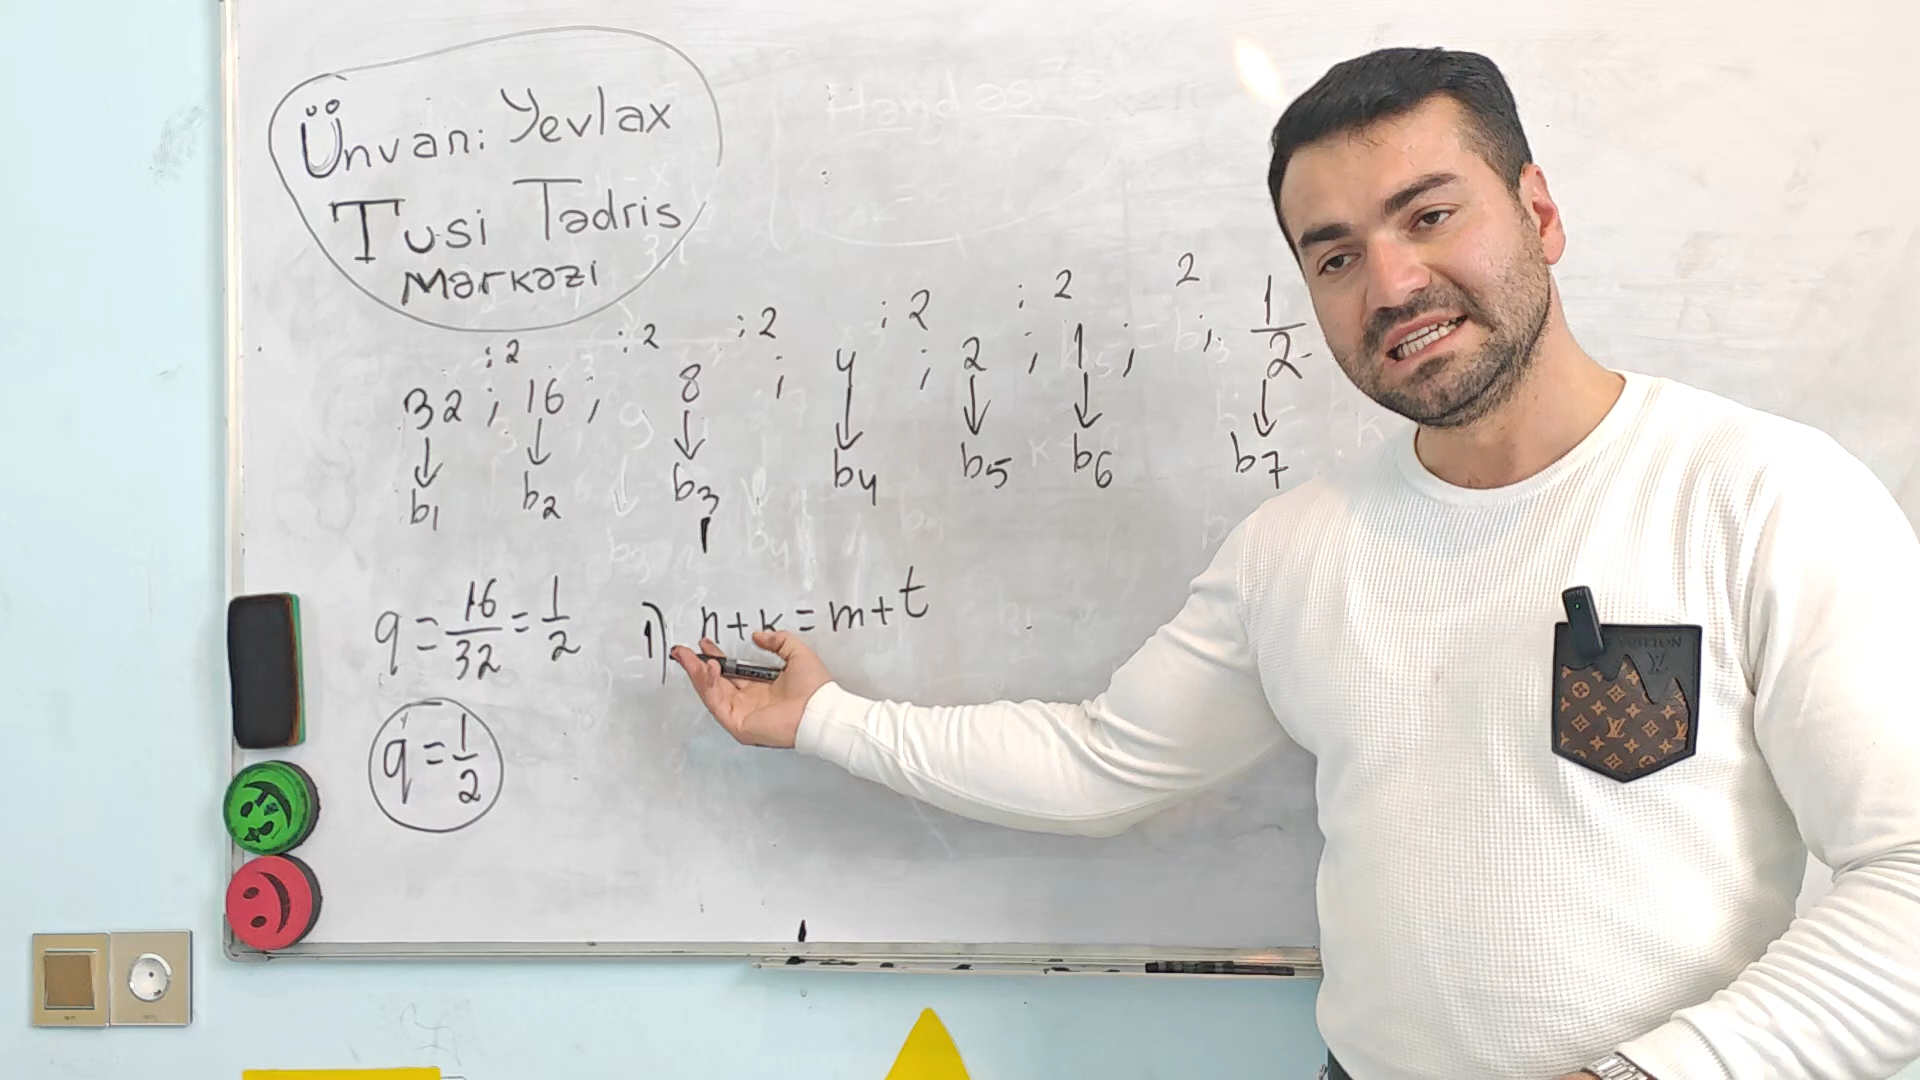 Ünvan: Yevlax
Tusi Tədris
Mərkəzi
:2 :2 :2 :2 :2 2
32 ; 16 ; 8 ; 4 ; 2 ; 1 ; ; 1/2
↓ ↓ ↓ ↓ ↓ ↓ ↓
b1 b2 b3 b4 b5 b6 b7
q = 16/32 = 1/2 1) n+k = m+t
q = 1/2